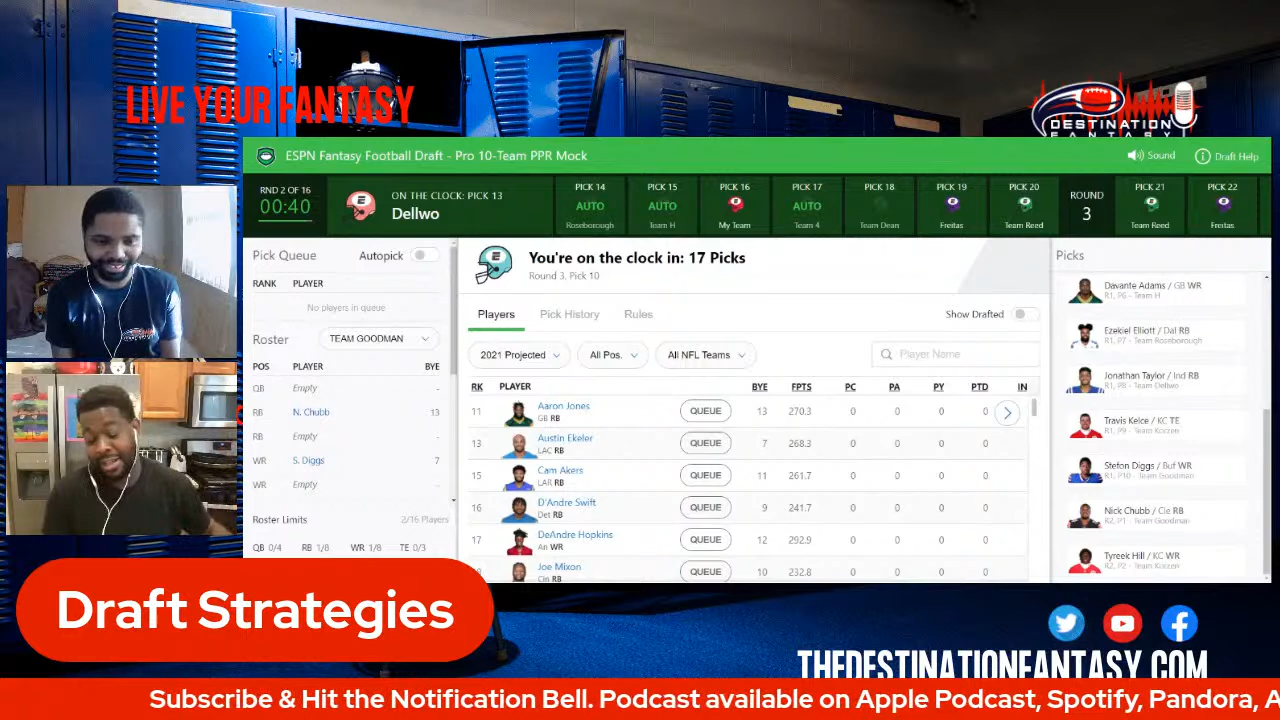 LIVE YOUR FANTASY
DESTINATION
FANTASY
ESPN Fantasy Football Draft - Pro 10-Team PPR Mock
Sound
Draft Help
RND 2 OF 16
00:40
ON THE CLOCK: PICK 13
Dellwo
PICK 14
AUTO
Roseborough
PICK 15
AUTO
Team H
PICK 16
My Team
PICK 17
AUTO
Team 4
PICK 18
Team Dean
PICK 19
Freitas
PICK 20
Team Reed
ROUND
3
PICK 21
Team Reed
PICK 22
Freitas
Pick Queue
Autopick
RANK PLAYER
No players in queue
Roster
TEAM GOODMAN
POS PLAYER BYE
QB Empty -
RB N. Chubb 13
RB Empty -
WR S. Diggs 7
WR Empty -
Roster Limits 2/16 Players
QB 0/4 RB 1/8 WR 1/8 TE 0/3
You're on the clock in: 17 Picks
Round 3, Pick 10
Players Pick History Rules
Show Drafted
2021 Projected All Pos. All NFL Teams
Player Name
RK PLAYER BYE FPTS PC PA PY PTD IN
11 Aaron Jones QUEUE 13 270.3 0 0 0 0
GB RB
13 Austin Ekeler QUEUE 7 268.3 0 0 0 0
LAC RB
15 Cam Akers QUEUE 11 261.7 0 0 0 0
LAR RB
16 D'Andre Swift QUEUE 9 241.7 0 0 0 0
Det RB
17 DeAndre Hopkins QUEUE 12 292.9 0 0 0 0
Ari WR
Joe Mixon QUEUE 10 232.8 0 0 0 0
Cin RB
Picks
Davante Adams / GB WR
R1, P6 - Team H
Ezekiel Elliott / Dal RB
R1, P7 - Team Roseborough
Jonathan Taylor / Ind RB
R1, P8 - Team Dellwo
Travis Kelce / KC TE
R1, P9 - Team Korzen
Stefon Diggs / Buf WR
R1, P10 - Team Goodman
Nick Chubb / Cle RB
R2, P1 - Team Goodman
Tyreek Hill / KC WR
R2, P2 - Team Korzen
Draft Strategies
THEDESTINATIONFANTASY.COM
Subscribe & Hit the Notification Bell. Podcast available on Apple Podcast, Spotify, Pandora, A